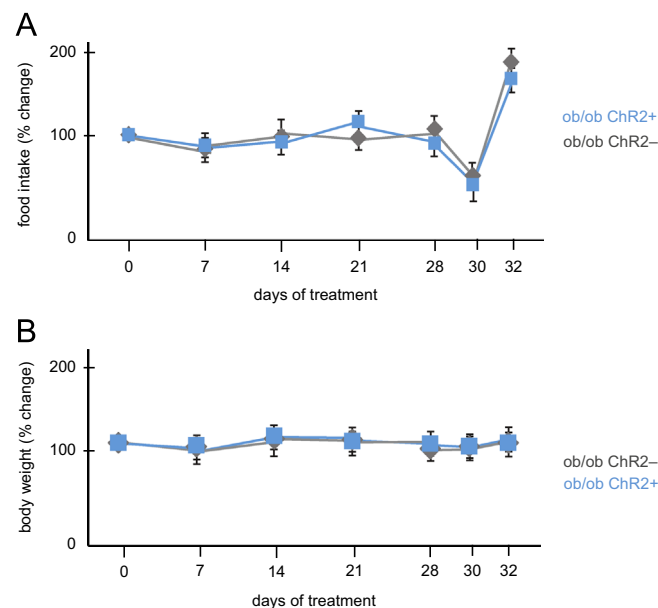 A
200
100
0
food intake (% change)
0 7 14 21 28 30 32
days of treatment
ob/ob ChR2+
ob/ob ChR2–
B
200
100
0
body weight (% change)
0 7 14 21 28 30 32
days of treatment
ob/ob ChR2–
ob/ob ChR2+